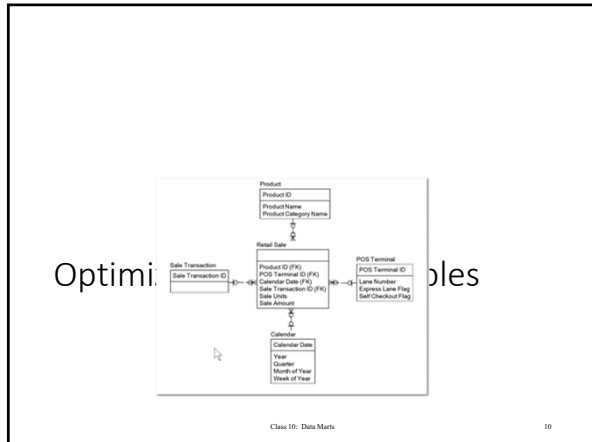 Product
Product ID
Product Name
Product Category Name
Retail Sale
Product ID (FK)
POS Terminal ID (FK)
Calendar Date (FK)
Sale Transaction ID (FK)
Sale Units
Sale Amount
Sale Transaction
Sale Transaction ID
POS Terminal
POS Terminal ID
Lane Number
Express Lane Flag
Self Checkout Flag
Calendar
Calendar Date
Year
Quarter
Month of Year
Week of Year
Class 10: Data Marts
10